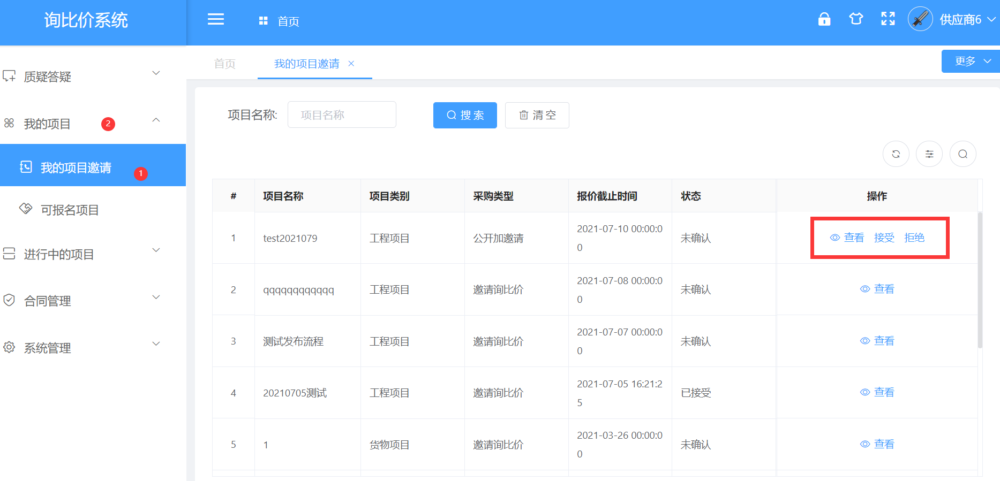 询比价系统
首页
供应商6
质疑答疑
我的项目 2
我的项目邀请 1
可报名项目
进行中的项目
合同管理
系统管理
首页 我的项目邀请 ×
更多
项目名称: 项目名称 搜索 清空
# 项目名称 项目类别 采购类型 报价截止时间 状态 操作
1 test2021079 工程项目 公开加邀请 2021-07-10 00:00:0 未确认 查看 接受 拒绝
0
2 qqqqqqqqqqqq 工程项目 邀请询比价 2021-07-08 00:00:0 未确认 查看
0
3 测试发布流程 工程项目 邀请询比价 2021-07-07 00:00:0 未确认 查看
0
4 20210705测试 工程项目 邀请询比价 2021-07-05 16:21:2 已接受 查看
5
5 1 货物项目 邀请询比价 2021-03-26 00:00:0 未确认 查看
0